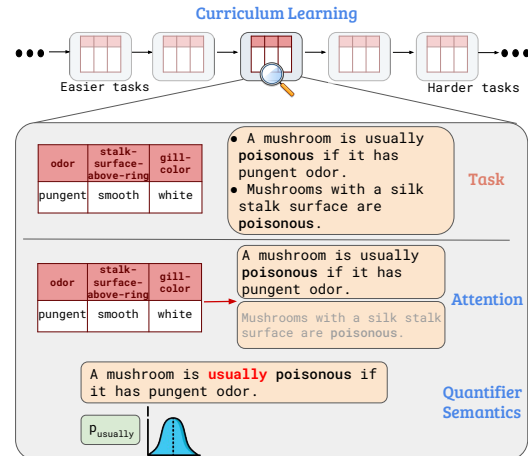 Curriculum Learning
Easier tasks
Harder tasks
odor
stalk-
surface-
above-ring
gill-
color
pungent
smooth
white
• A mushroom is usually
poisonous if it has
pungent odor.
• Mushrooms with a silk
stalk surface are
poisonous.
Task
odor
stalk-
surface-
above-ring
gill-
color
pungent
smooth
white
A mushroom is usually
poisonous if it has
pungent odor.
Mushrooms with a silk stalk
surface are poisonous.
Attention
A mushroom is usually poisonous if
it has pungent odor.
Pusually
Quantifier
Semantics